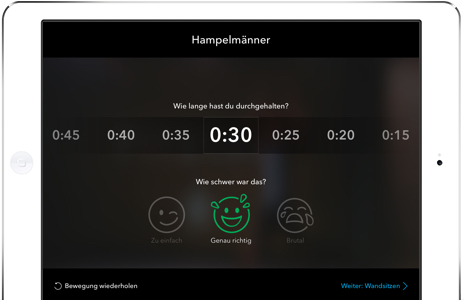 Hampelmänner
Wie lange hast du durchgehalten?
0:45 0:40 0:35 0:30 0:25 0:20 0:15
Wie schwer war das?
Zu einfach Genau richtig Brutal
Bewegung wiederholen Weiter: Wandsitzen